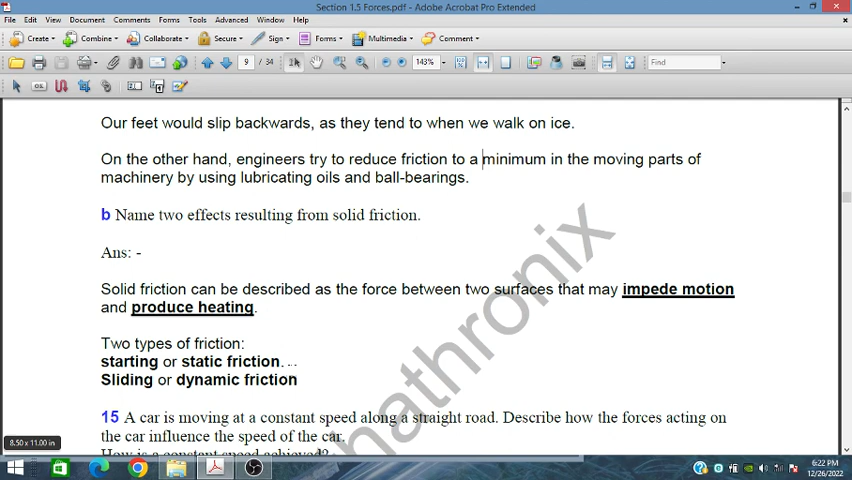 Section 1.5 Forces.pdf - Adobe Acrobat Pro Extended
File Edit View Document Comments Forms Tools Advanced Window Help
Create Combine Collaborate Secure Sign Forms Multimedia Comment
9 / 34 143% Find
Our feet would slip backwards, as they tend to when we walk on ice.
On the other hand, engineers try to reduce friction to a minimum in the moving parts of
machinery by using lubricating oils and ball-bearings.
b Name two effects resulting from solid friction.
Ans: -
Solid friction can be described as the force between two surfaces that may impede motion
and produce heating.
Two types of friction:
starting or static friction.
Sliding or dynamic friction
15 A car is moving at a constant speed along a straight road. Describe how the forces acting on
the car influence the speed of the car.
How is a constant speed achieved?
hathronix
8.50 x 11.00 in
6:22 PM
12/26/2022